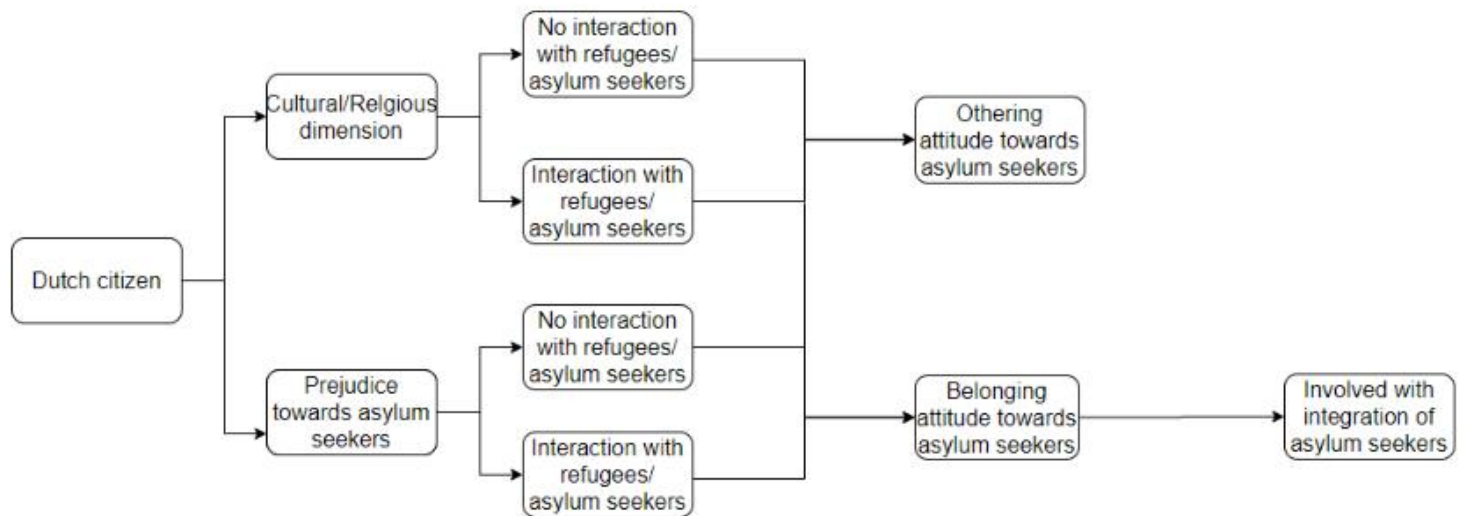 No interaction
with refugees/
asylum seekers
Cultural/Relgious
dimension
Othering
attitude towards
asylum seekers
Interaction with
refugees/
asylum seekers
Dutch citizen
No interaction
with refugees/
asylum seekers
Prejudice
towards asylum
seekers
Belonging
attitude towards
asylum seekers
Involved with
integration of
asylum seekers
Interaction with
refugees/
asylum seekers